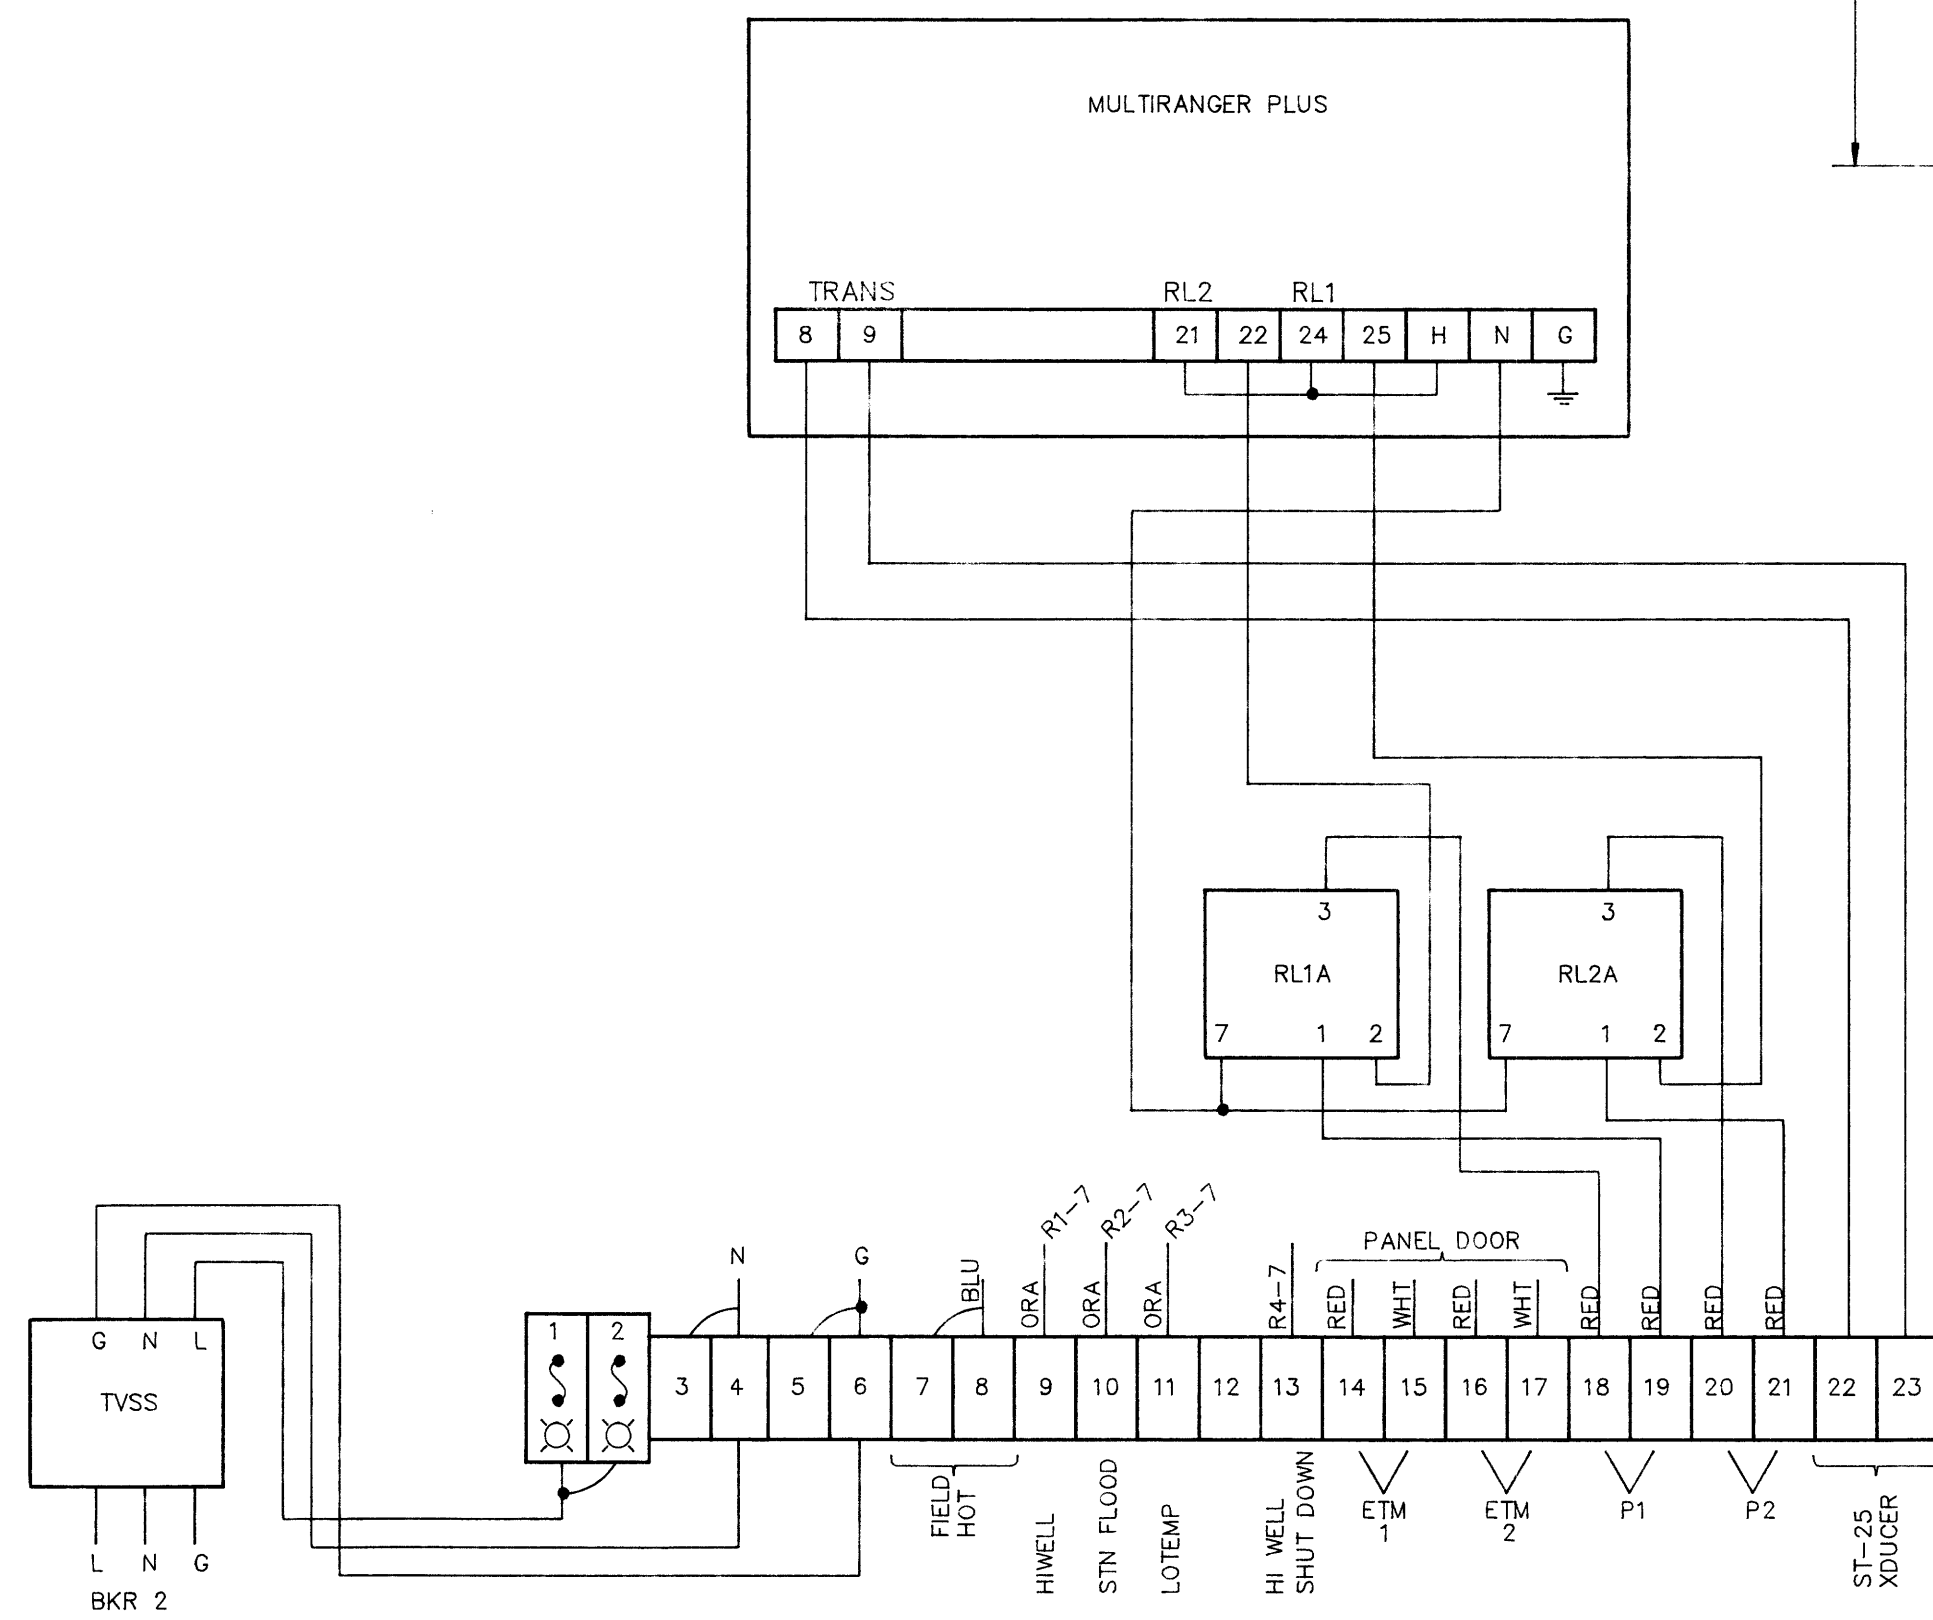 MULTIRANGER PLUS
TRANS RL2 RL1
8 9 21 22 24 25 H N G
3 3
RL1A RL2A
7 1 2 7 1 2
R1-7 R2-7 R3-7
PANEL DOOR
N G BLU ORA ORA ORA R4-7 RED WHT RED WHT RED RED RED RED
G N L
TVSS
1 2
3 4 5 6 7 8 9 10 11 12 13 14 15 16 17 18 19 20 21 22 23
L N G
BKR 2
FIELD
HOT
HIWELL
STN FLOOD
LOTEMP
HI WELL
SHUT DOWN
ETM
1
ETM
2
P1
P2
ST-25
XDUCER